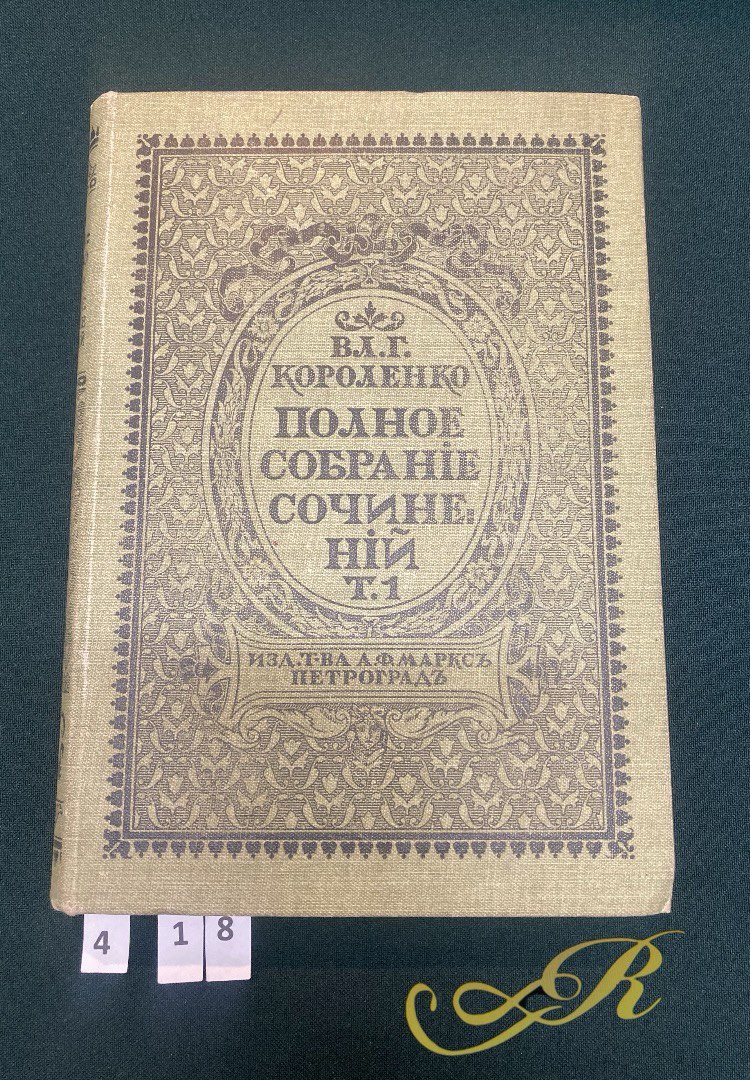 ВЛ.Г.
КОРОЛЕНКО
ПОЛНОЕ
СОБРАНІЕ
СОЧИНЕ:
НІЙ
Т.1
ИЗД.Т-ВА А.Ф.МАРКСЪ
ПЕТРОГРАДЪ
4 1 8
R